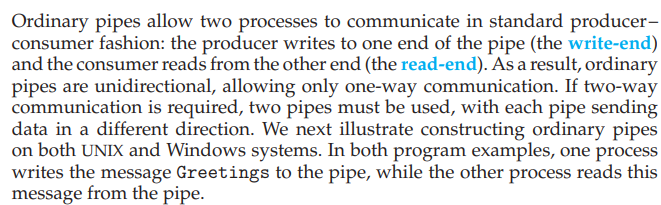 Ordinary pipes allow two processes to communicate in standard producer–
consumer fashion: the producer writes to one end of the pipe (the write-end)
and the consumer reads from the other end (the read-end). As a result, ordinary
pipes are unidirectional, allowing only one-way communication. If two-way
communication is required, two pipes must be used, with each pipe sending
data in a different direction. We next illustrate constructing ordinary pipes
on both UNIX and Windows systems. In both program examples, one process
writes the message Greetings to the pipe, while the other process reads this
message from the pipe.